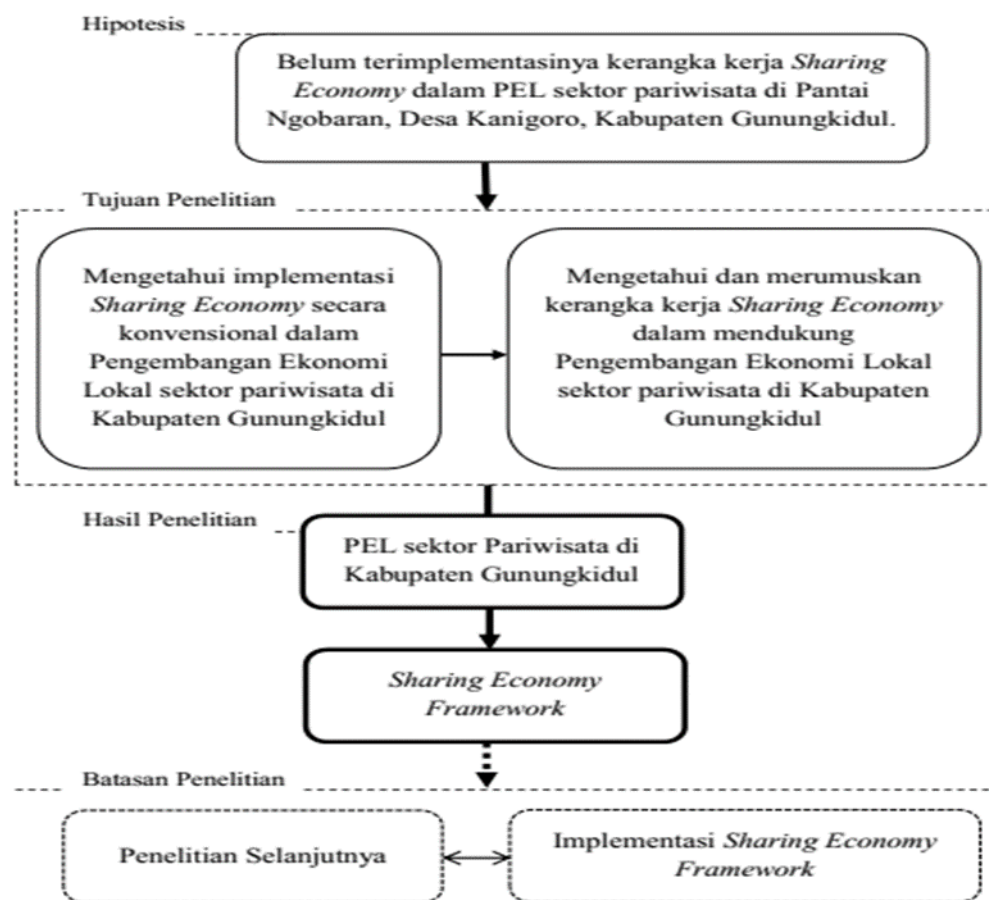 Hipotesis
Belum terimplementasinya kerangka kerja Sharing
Economy dalam PEL sektor pariwisata di Pantai
Ngobaran, Desa Kanigoro, Kabupaten Gunungkidul.
Tujuan Penelitian
Mengetahui implementasi
Sharing Economy secara
konvensional dalam
Pengembangan Ekonomi
Lokal sektor pariwisata di
Kabupaten Gunungkidul
Mengetahui dan merumuskan
kerangka kerja Sharing Economy
dalam mendukung
Pengembangan Ekonomi Lokal
sektor pariwisata di Kabupaten
Gunungkidul
Hasil Penelitian
PEL sektor Pariwisata di
Kabupaten Gunungkidul
Sharing Economy
Framework
Batasan Penelitian
Penelitian Selanjutnya
Implementasi Sharing Economy
Framework